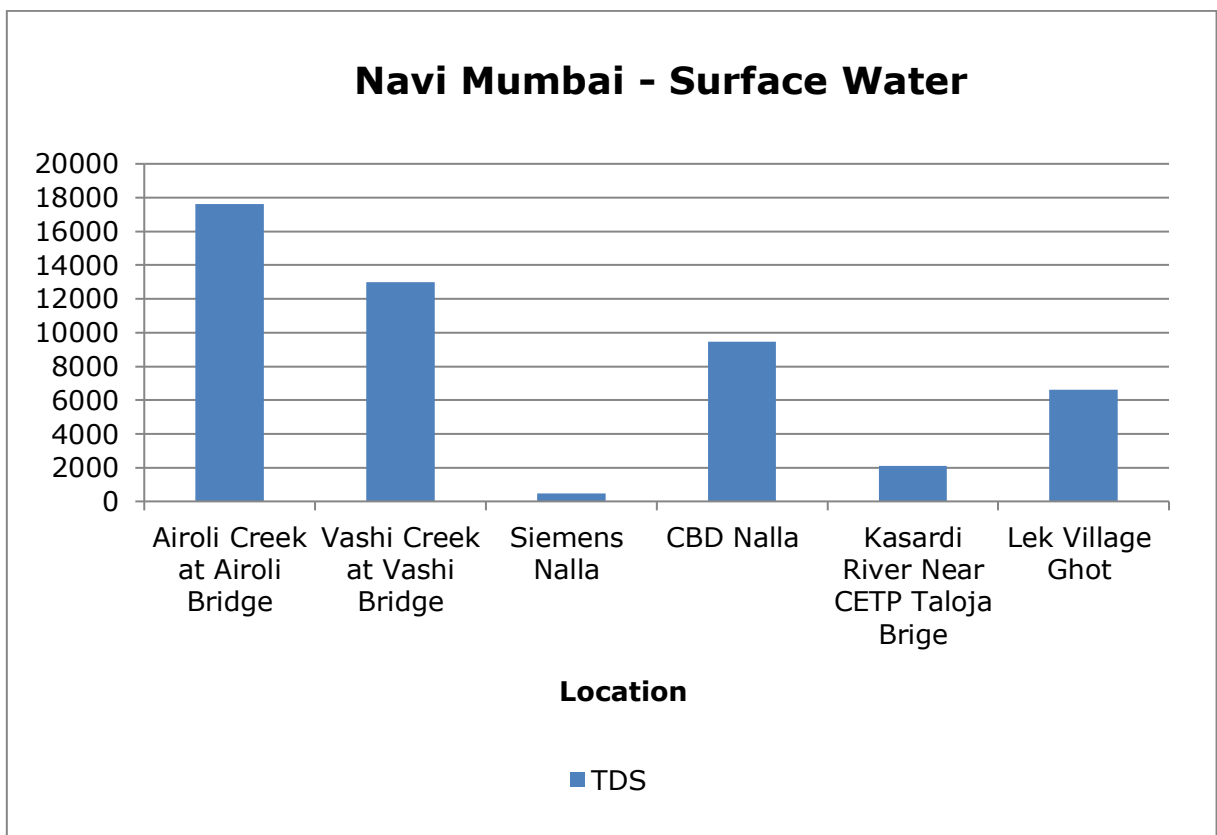 Navi Mumbai - Surface Water
20000
18000
16000
14000
12000
10000
8000
6000
4000
2000
0
Airoli Creek
at Airoli
Bridge
Vashi Creek
at Vashi
Bridge
Siemens
Nalla
CBD Nalla
Kasardi
River Near
CETP Taloja
Brige
Lek Village
Ghot
Location
TDS